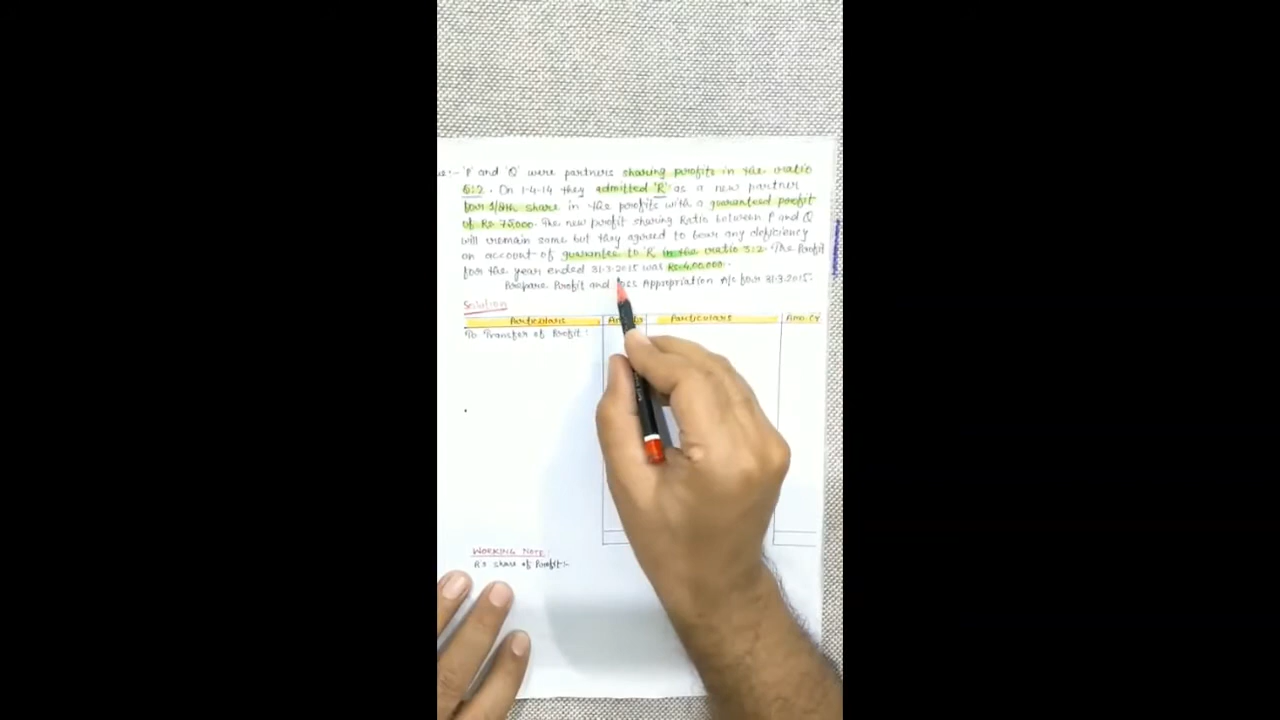 'P' and 'Q' were partners sharing profits in the ratio
5:2. On 1-4-14 they admitted 'R' as a new partner
for 1/8th share in the profits with a guaranteed profit
of Rs 75,000. The new profit sharing Ratio between P and Q
will remain same but they agreed to bear any deficiency
on account of guarantee to 'R' in the ratio 3:2. The Profit
for the year ended 31-3-2015 was Rs 4,00,000.
Prepare Profit and Loss Appropriation A/c for 31-3-2015.
Solution
Particulars Particulars Amt. Cr
To Transfer of Profit:
WORKING NOTE:
R's share of Profit:-